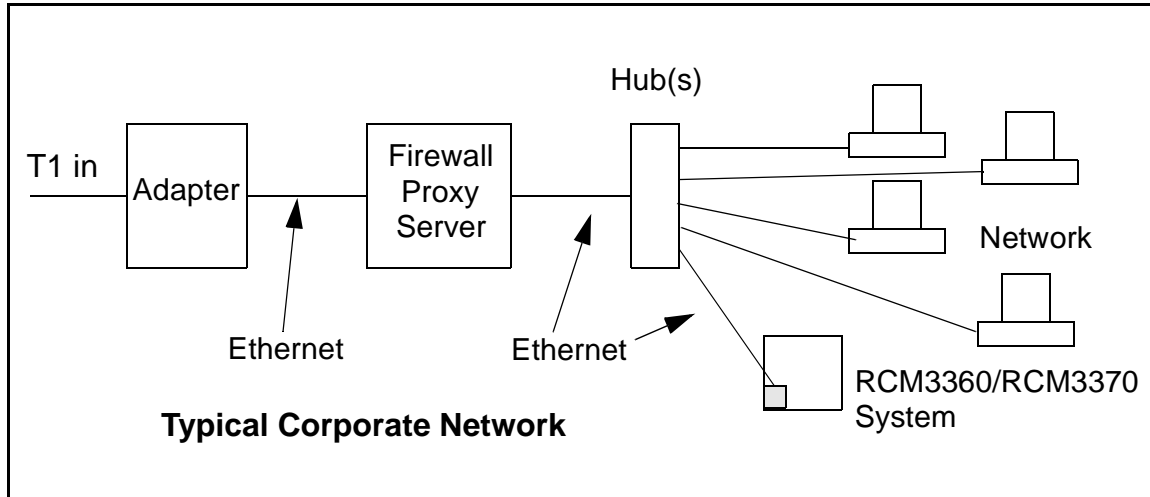 Hub(s)
T1 in
Adapter
Firewall
Proxy
Server
Network
Ethernet
Ethernet
RCM3360/RCM3370
System
Typical Corporate Network